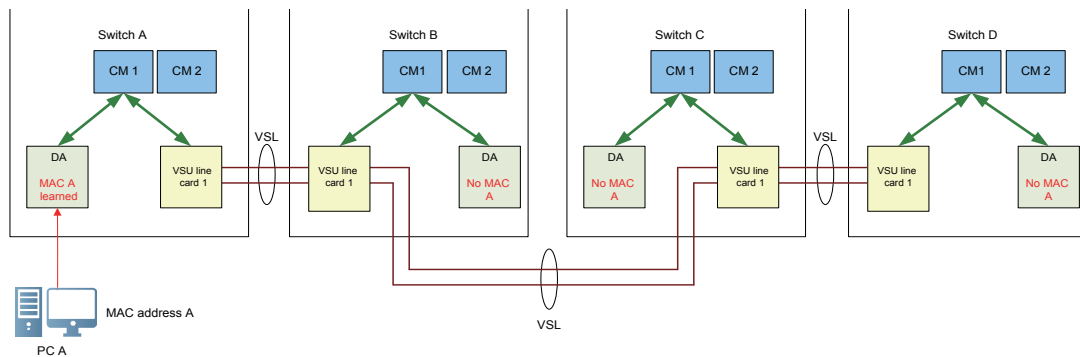 Switch A
CM 1
CM 2
DA
MAC A
learned
VSU line
card 1
VSL
Switch B
CM1
CM 2
VSU line
card 1
DA
No MAC
A
Switch C
CM 1
CM 2
DA
No MAC
A
VSU line
card 1
VSL
Switch D
CM1
CM 2
VSU line
card 1
DA
No MAC
A
VSL
MAC address A
PC A